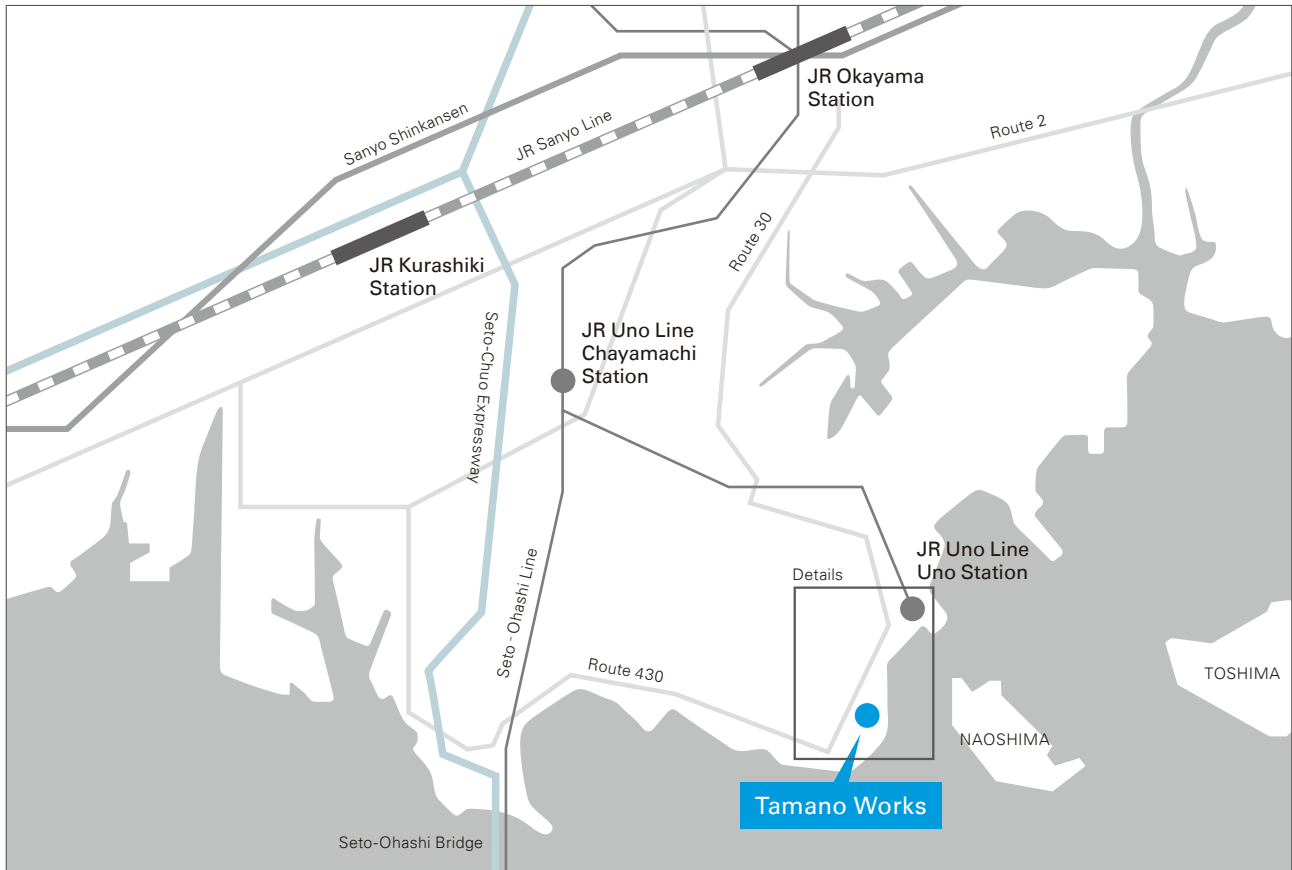 JR Okayama
Station
Sanyo Shinkansen
JR Sanyo Line
Route 2
Route 30
JR Kurashiki
Station
Seto-Chuo Expressway
JR Uno Line
Chayamachi
Station
JR Uno Line
Uno Station
Details
Seto - Ohashi Line
Route 430
TOSHIMA
NAOSHIMA
Tamano Works
Seto-Ohashi Bridge